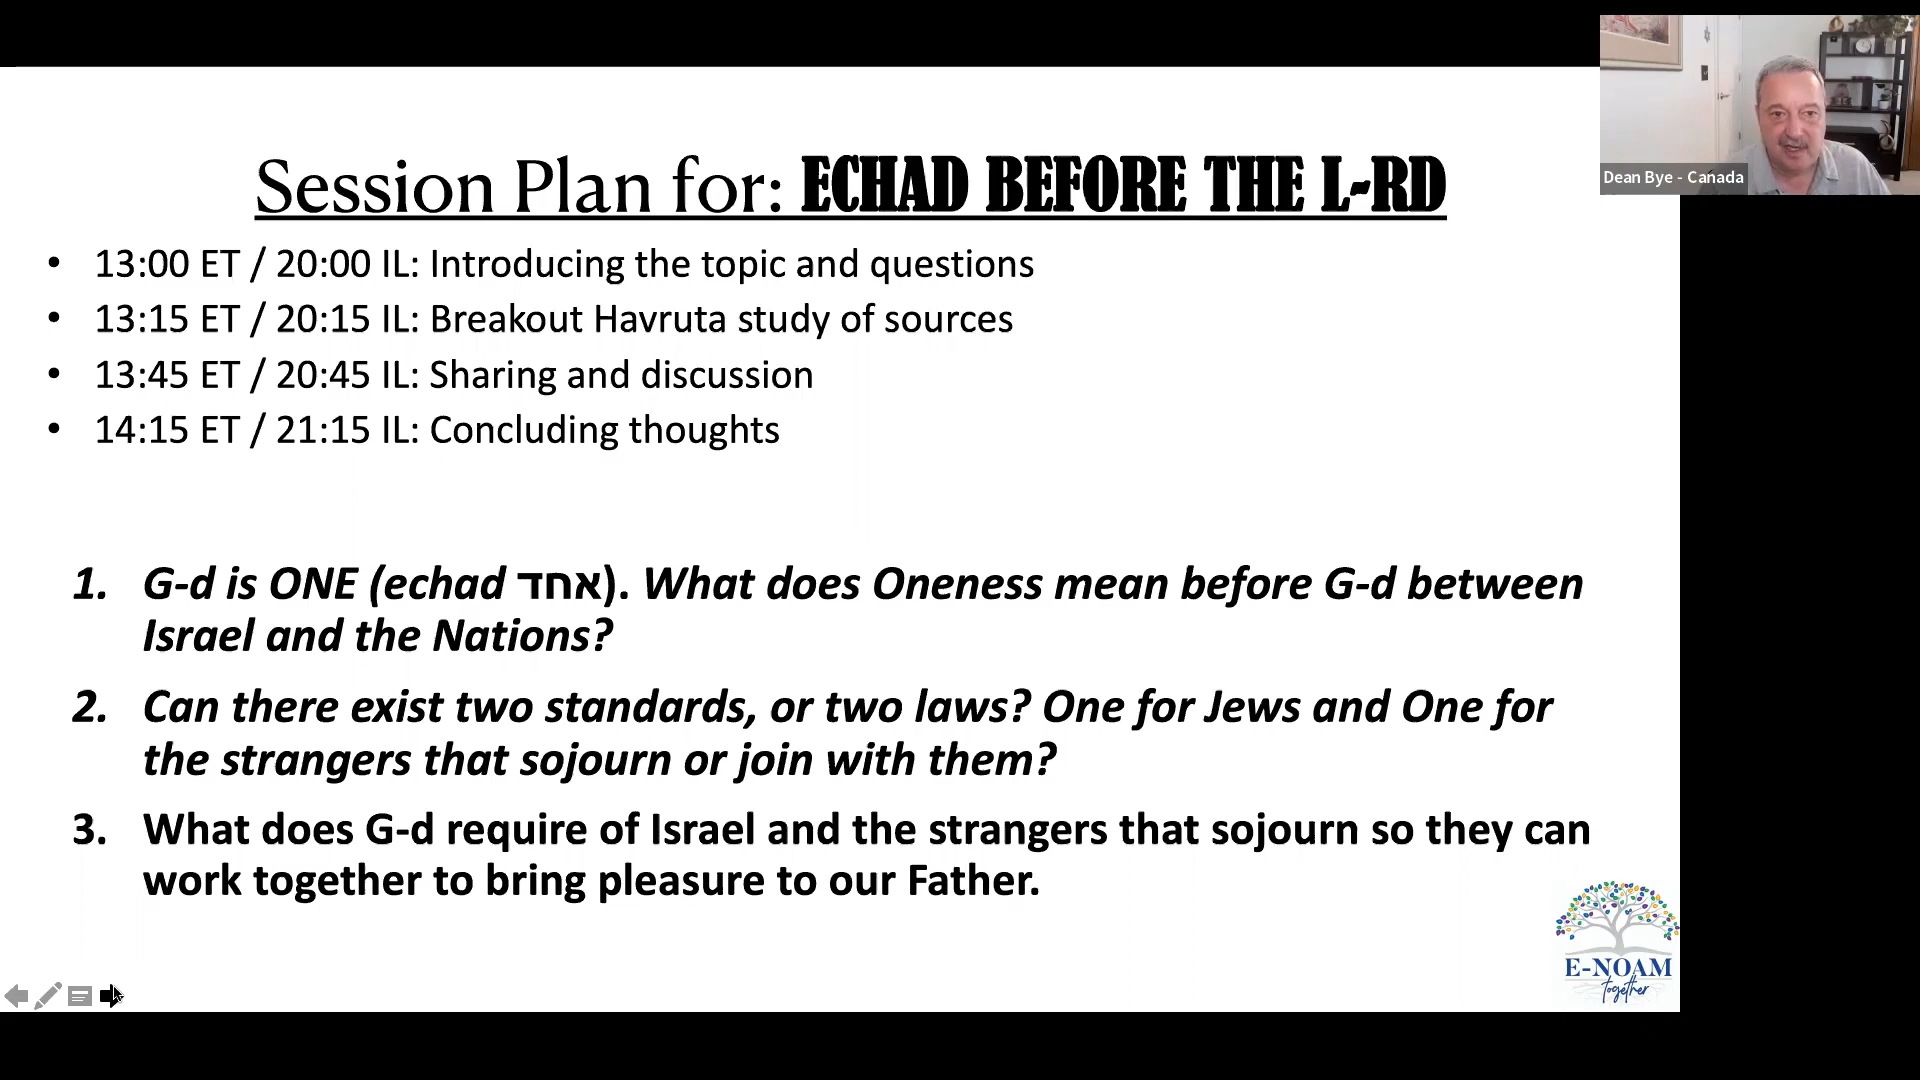 Dean Bye - Canada
Session Plan for: ECHAD BEFORE THE L-RD
• 13:00 ET / 20:00 IL: Introducing the topic and questions
• 13:15 ET / 20:15 IL: Breakout Havruta study of sources
• 13:45 ET / 20:45 IL: Sharing and discussion
• 14:15 ET / 21:15 IL: Concluding thoughts
1. G-d is ONE (echad אחד). What does Oneness mean before G-d between
Israel and the Nations?
2. Can there exist two standards, or two laws? One for Jews and One for
the strangers that sojourn or join with them?
3. What does G-d require of Israel and the strangers that sojourn so they can
work together to bring pleasure to our Father.
E-NOAM
together